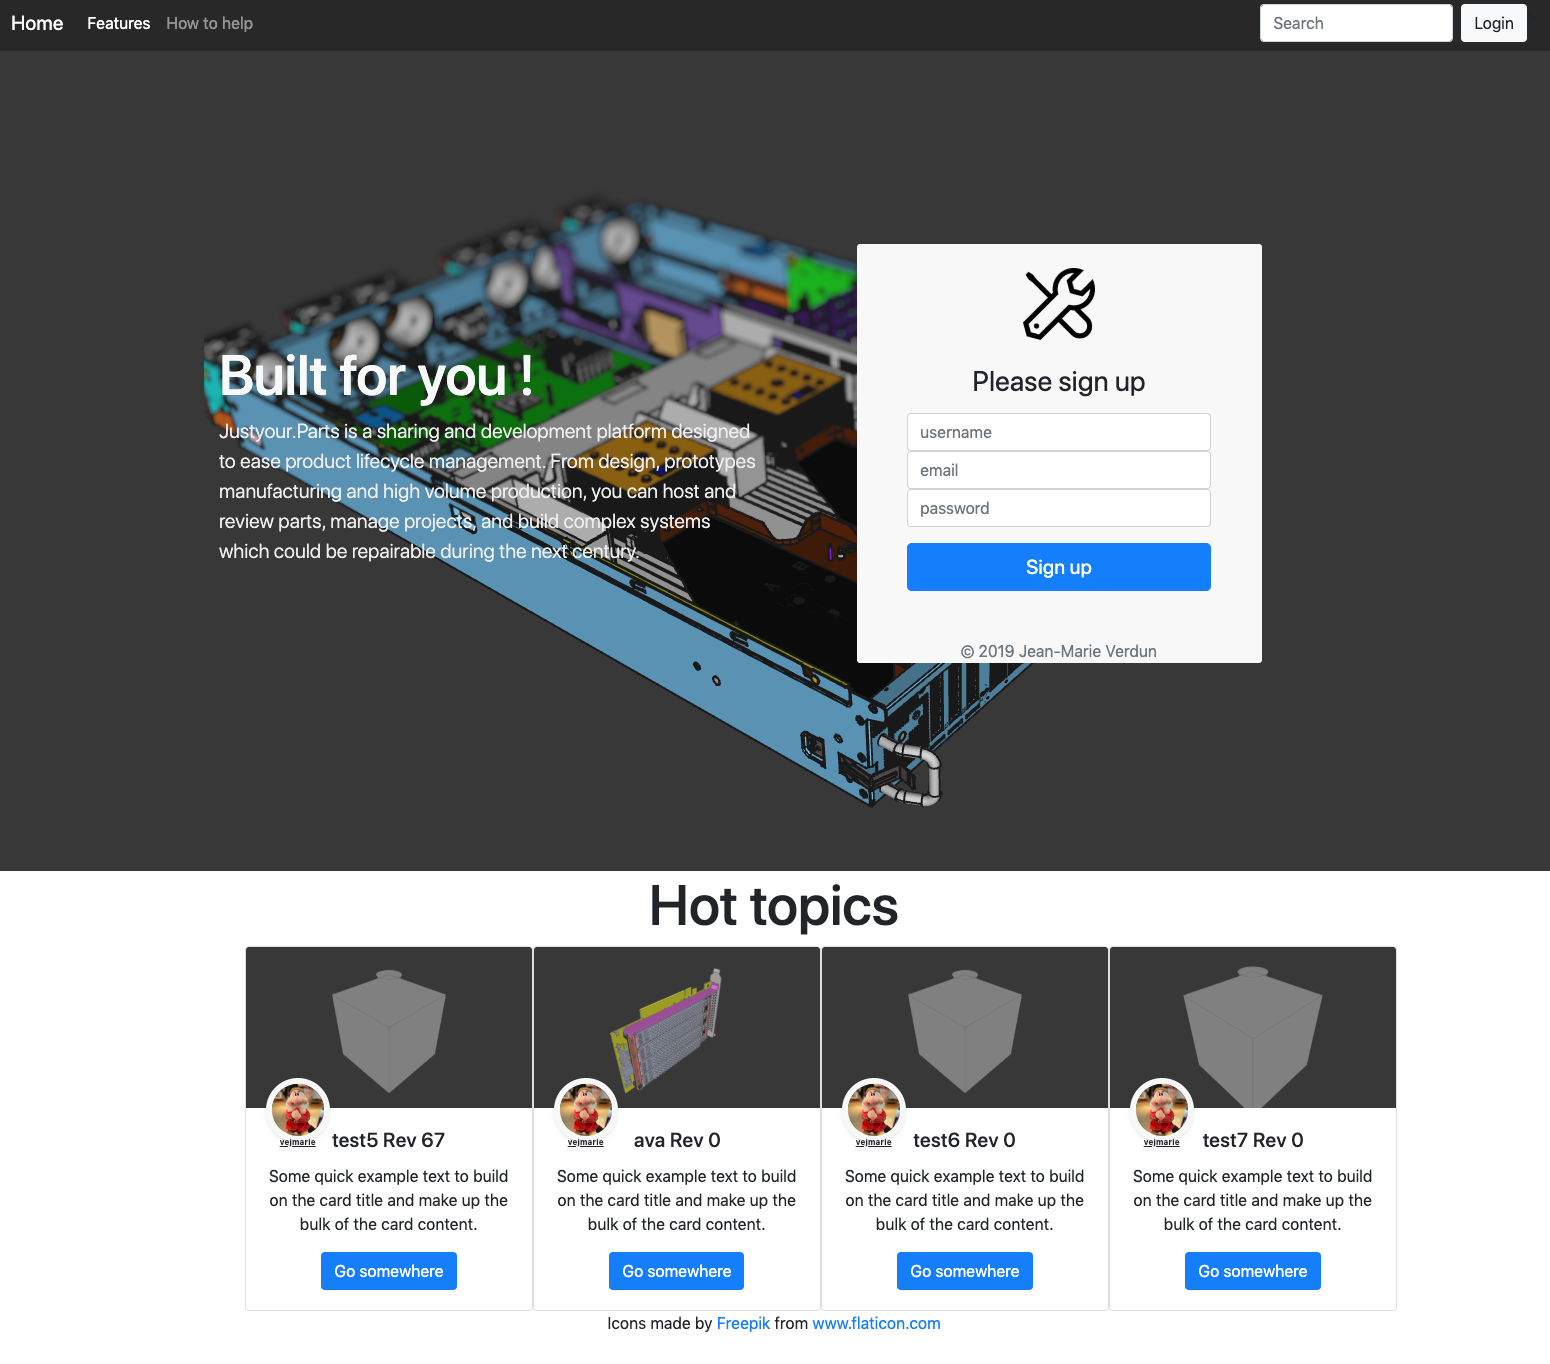 Home Features How to help Search Login
Built for you !
Justyour.Parts is a sharing and development platform designed
to ease product lifecycle management. From design, prototypes
manufacturing and high volume production, you can host and
review parts, manage projects, and build complex systems
which could be repairable during the next century.
Please sign up
username
email
password
Sign up
© 2019 Jean-Marie Verdun
Hot topics
vejmarie
test5 Rev 67
Some quick example text to build
on the card title and make up the
bulk of the card content.
Go somewhere
vejmarie
ava Rev 0
Some quick example text to build
on the card title and make up the
bulk of the card content.
Go somewhere
vejmarie
test6 Rev 0
Some quick example text to build
on the card title and make up the
bulk of the card content.
Go somewhere
vejmarie
test7 Rev 0
Some quick example text to build
on the card title and make up the
bulk of the card content.
Go somewhere
Icons made by Freepik from www.flaticon.com